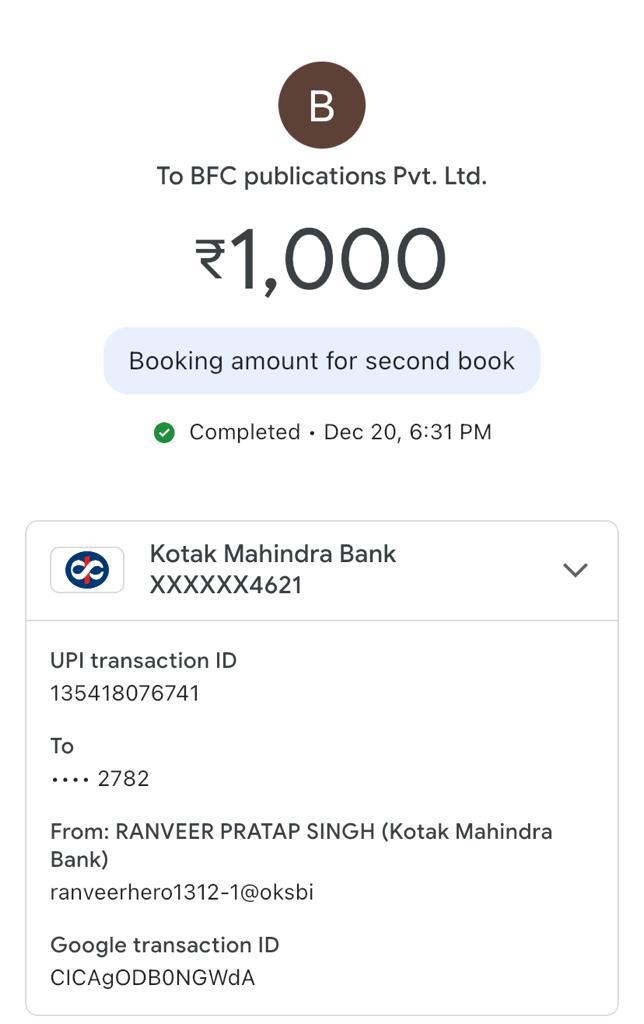 B
To BFC publications Pvt. Ltd.
₹1,000
Booking amount for second book
Completed • Dec 20, 6:31 PM
Kotak Mahindra Bank
XXXXXX4621
UPI transaction ID
135418076741
To
•••• 2782
From: RANVEER PRATAP SINGH (Kotak Mahindra
Bank)
ranveerhero1312-1@oksbi
Google transaction ID
CICAgODB0NGWdA